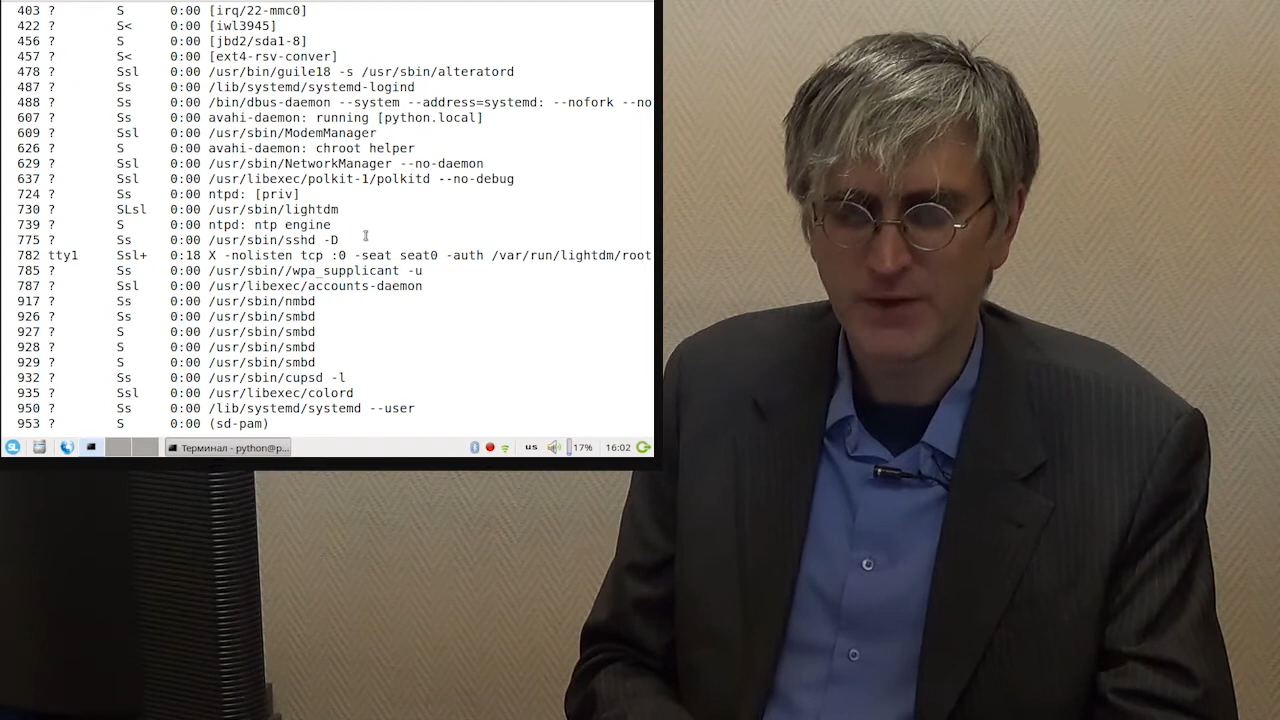 403 ? S 0:00 [irq/22-mmc0]
422 ? S< 0:00 [iwl3945]
456 ? S 0:00 [jbd2/sda1-8]
457 ? S< 0:00 [ext4-rsv-conver]
478 ? Ssl 0:00 /usr/bin/guile18 -s /usr/sbin/alteratord
487 ? Ss 0:00 /lib/systemd/systemd-logind
488 ? Ss 0:00 /bin/dbus-daemon --system --address=systemd: --nofork --no
607 ? Ss 0:00 avahi-daemon: running [python.local]
609 ? Ssl 0:00 /usr/sbin/ModemManager
626 ? S 0:00 avahi-daemon: chroot helper
629 ? Ssl 0:00 /usr/sbin/NetworkManager --no-daemon
637 ? Ssl 0:00 /usr/libexec/polkit-1/polkitd --no-debug
724 ? Ss 0:00 ntpd: [priv]
730 ? SLsl 0:00 /usr/sbin/lightdm
739 ? S 0:00 ntpd: ntp engine
775 ? Ss 0:00 /usr/sbin/sshd -D
782 tty1 Ssl+ 0:18 X -nolisten tcp :0 -seat seat0 -auth /var/run/lightdm/root
785 ? Ss 0:00 /usr/sbin//wpa_supplicant -u
787 ? Ssl 0:00 /usr/libexec/accounts-daemon
917 ? Ss 0:00 /usr/sbin/nmbd
926 ? Ss 0:00 /usr/sbin/smbd
927 ? S 0:00 /usr/sbin/smbd
928 ? S 0:00 /usr/sbin/smbd
929 ? S 0:00 /usr/sbin/smbd
932 ? Ss 0:00 /usr/sbin/cupsd -l
935 ? Ssl 0:00 /usr/libexec/colord
950 ? Ss 0:00 /lib/systemd/systemd --user
953 ? S 0:00 (sd-pam)
SL Терминал - python@p... us 17% 16:02